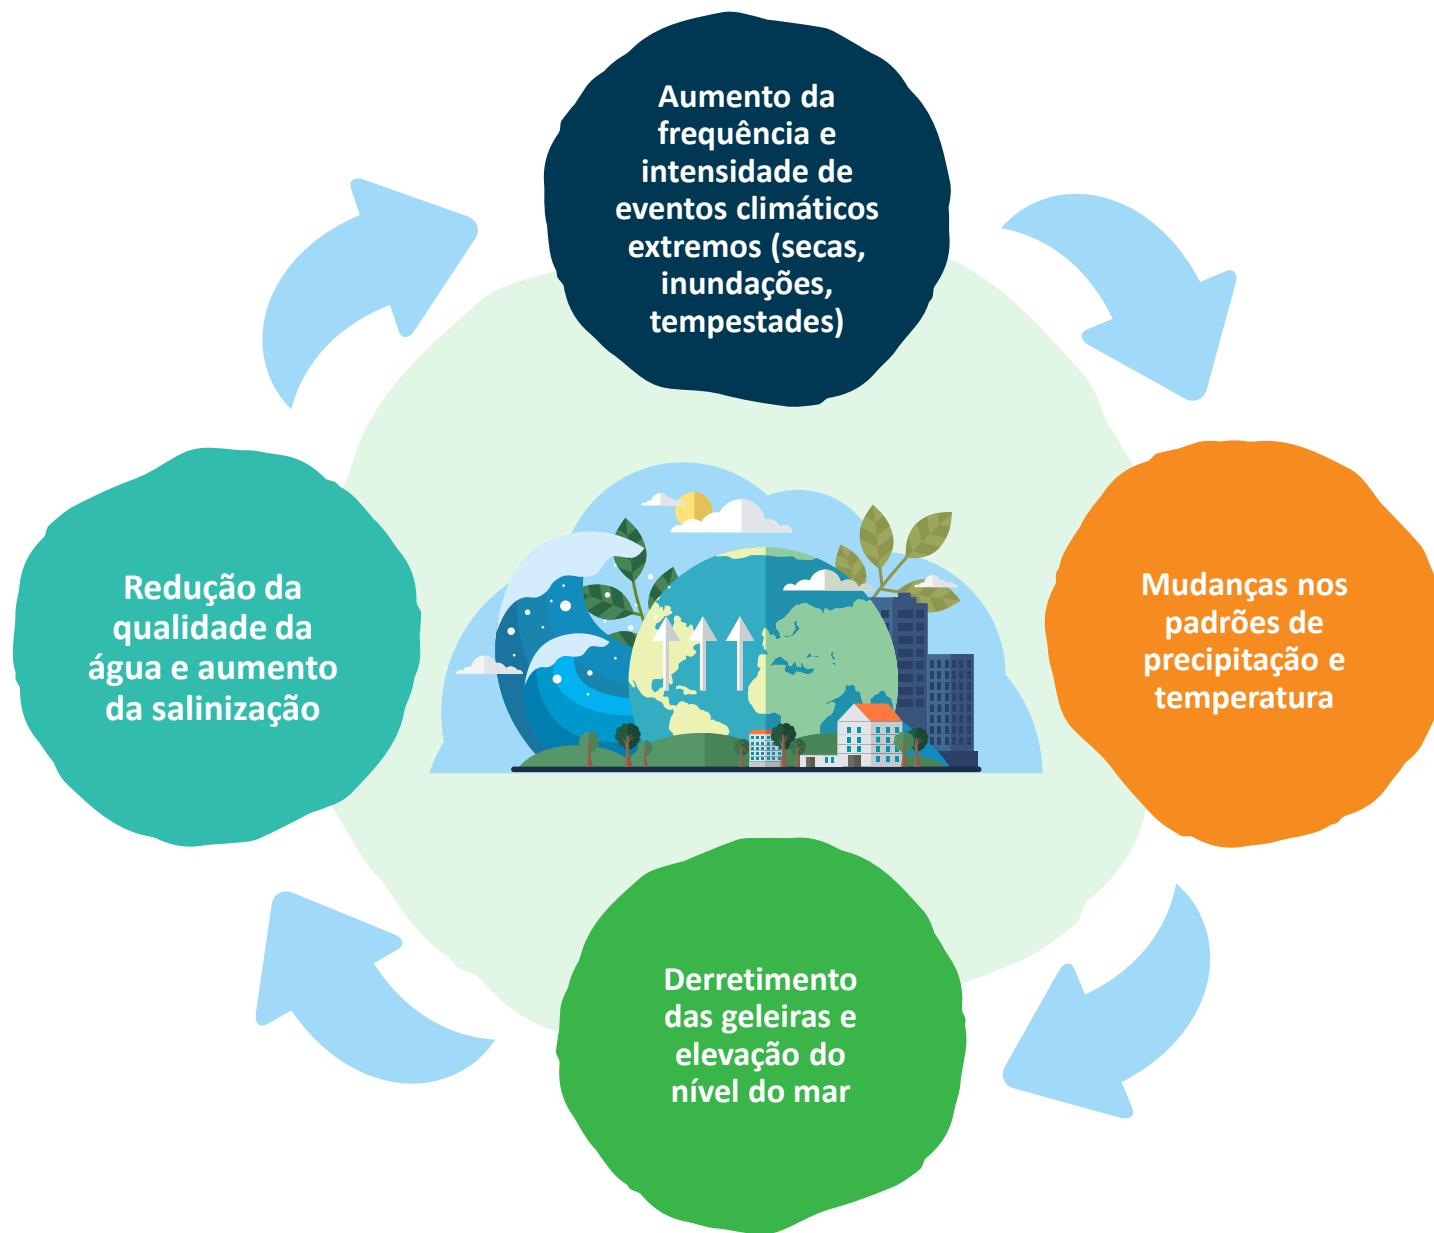 Aumento da
frequência e
intensidade de
eventos climáticos
extremos (secas,
inundações,
tempestades)
Mudanças nos
padrões de
precipitação e
temperatura
Derretimento
das geleiras e
elevação do
nível do mar
Redução da
qualidade da
água e aumento
da salinização